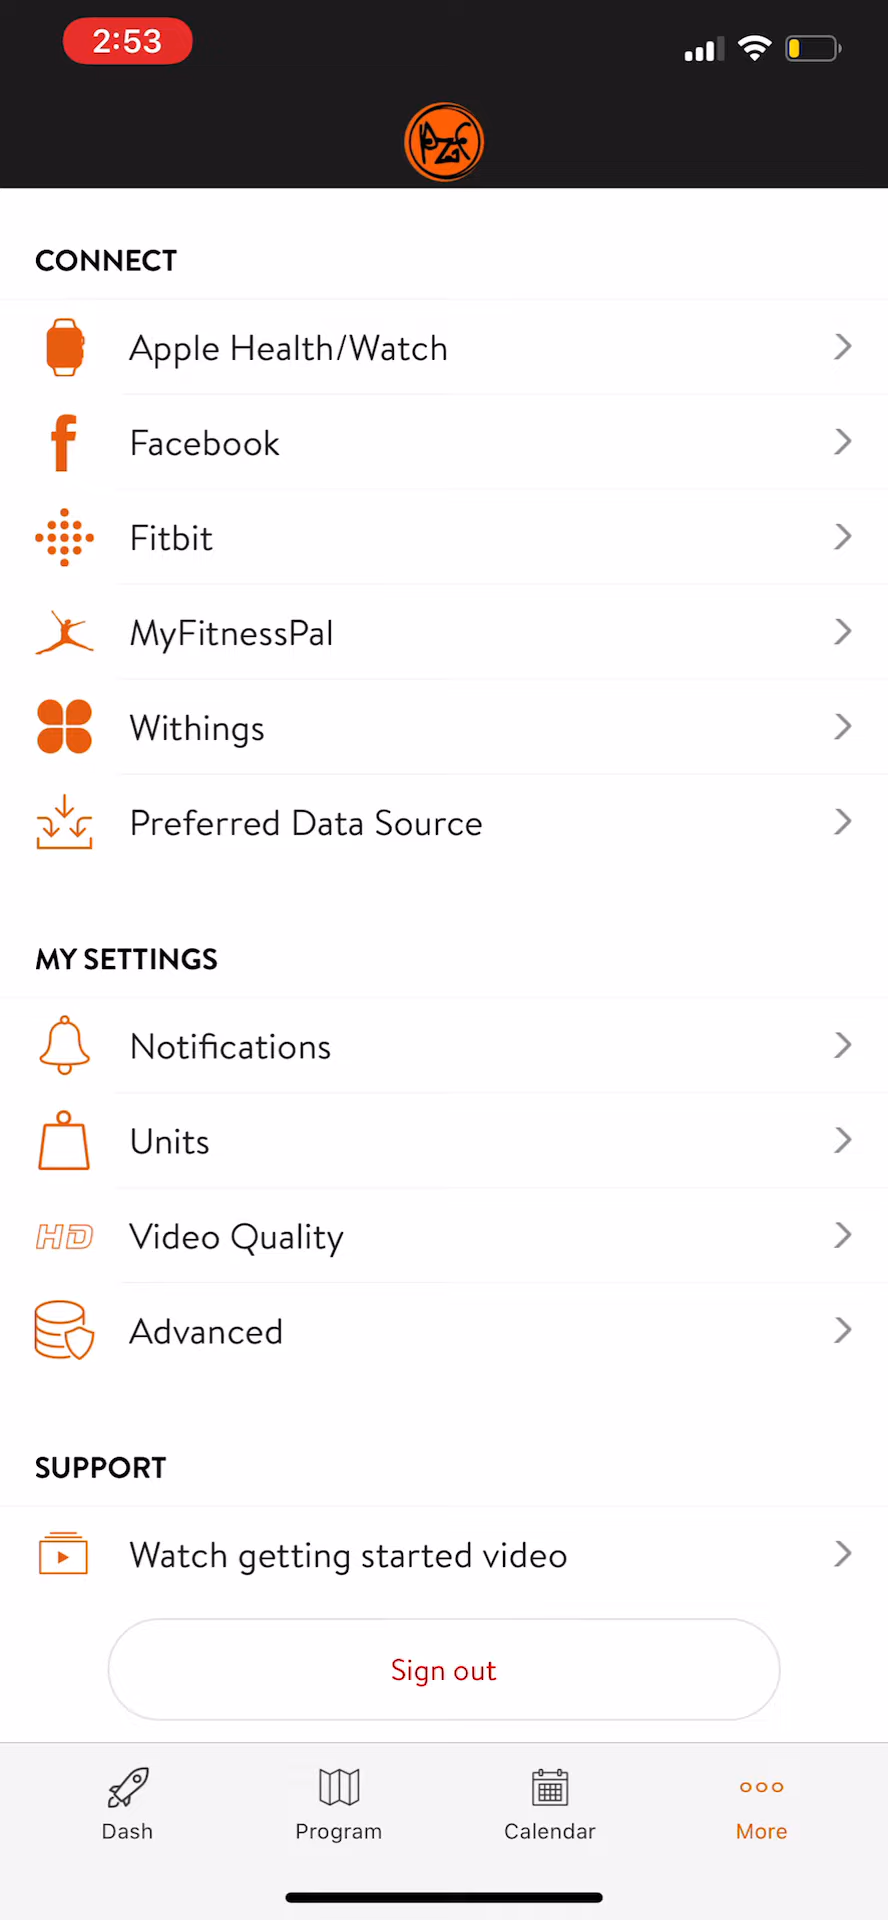 2:53
CONNECT
Apple Health/Watch
Facebook
Fitbit
MyFitnessPal
Withings
Preferred Data Source
MY SETTINGS
Notifications
Units
HD
Video Quality
Advanced
SUPPORT
Watch getting started video
Sign out
Dash
Program
Calendar
More